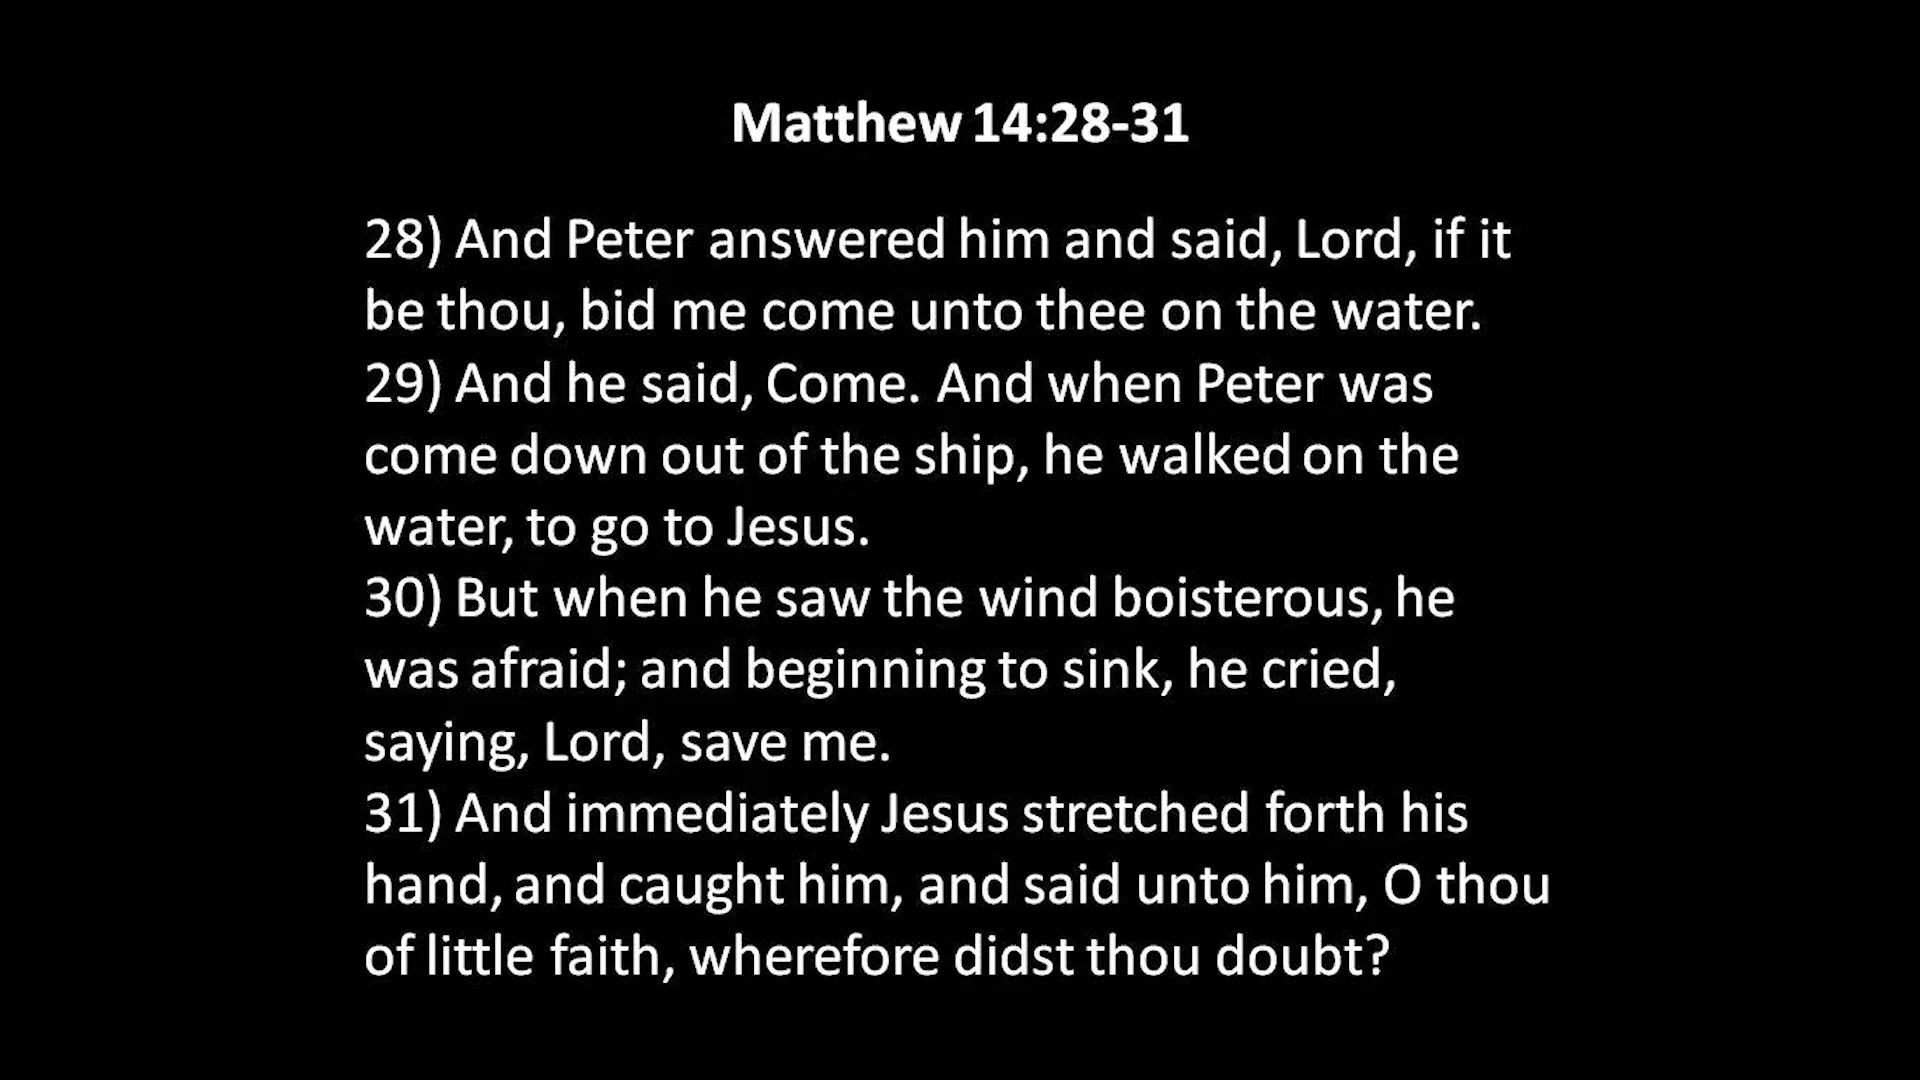 Matthew 14:28-31
28) And Peter answered him and said, Lord, if it
be thou, bid me come unto thee on the water.
29) And he said, Come. And when Peter was
come down out of the ship, he walked on the
water, to go to Jesus.
30) But when he saw the wind boisterous, he
was afraid; and beginning to sink, he cried,
saying, Lord, save me.
31) And immediately Jesus stretched forth his
hand, and caught him, and said unto him, O thou
of little faith, wherefore didst thou doubt?